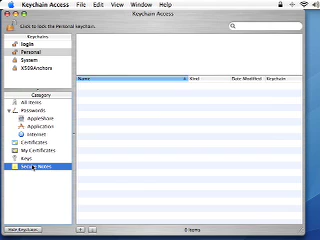 Keychain Access File Edit View Window Help
Keychain Access
Click to lock the Personal keychain.
Keychains
login
Personal
System
X509Anchors
Name Kind Date Modified Keychain
Category
All Items
Passwords
AppleShare
Application
Internet
Certificates
My Certificates
Keys
Secure Notes
Hide Keychains + i 0 items